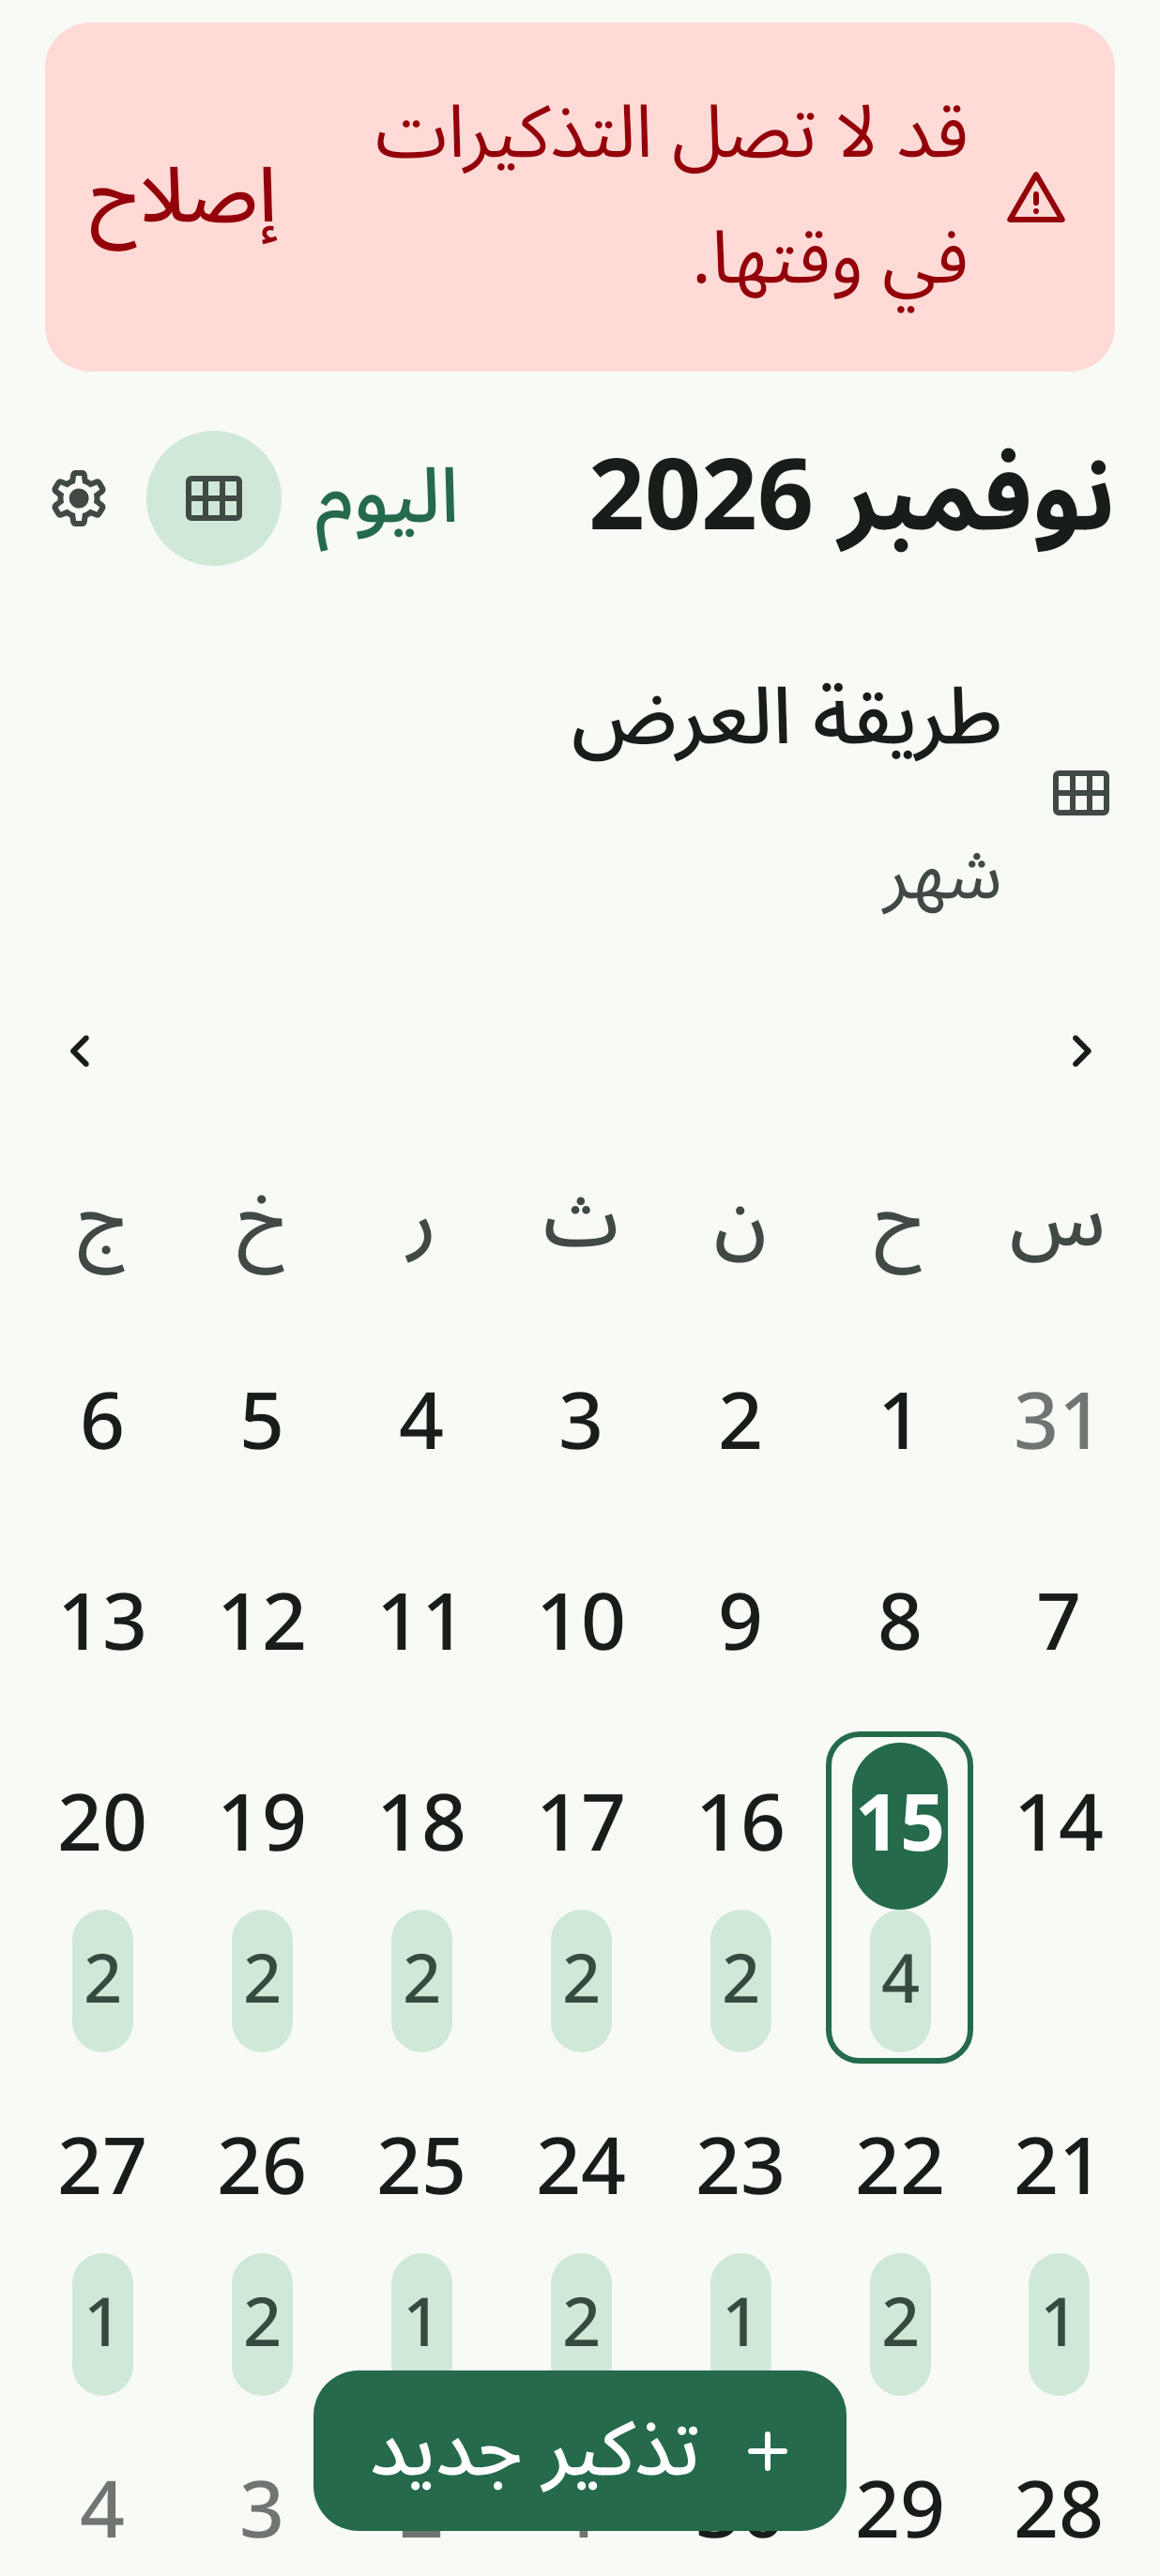 قد لا تصل التذكيرات
في وقتها.
إصلاح
نوفمبر 2026
اليوم
طريقة العرض
شهر
س ح ن ث ر خ ج
31 1 2 3 4 5 6
7 8 9 10 11 12 13
14 15 16 17 18 19 20
4 2 2 2 2 2
21 22 23 24 25 26 27
1 2 1 2 1 2 1
28 29 3 4
تذكير جديد